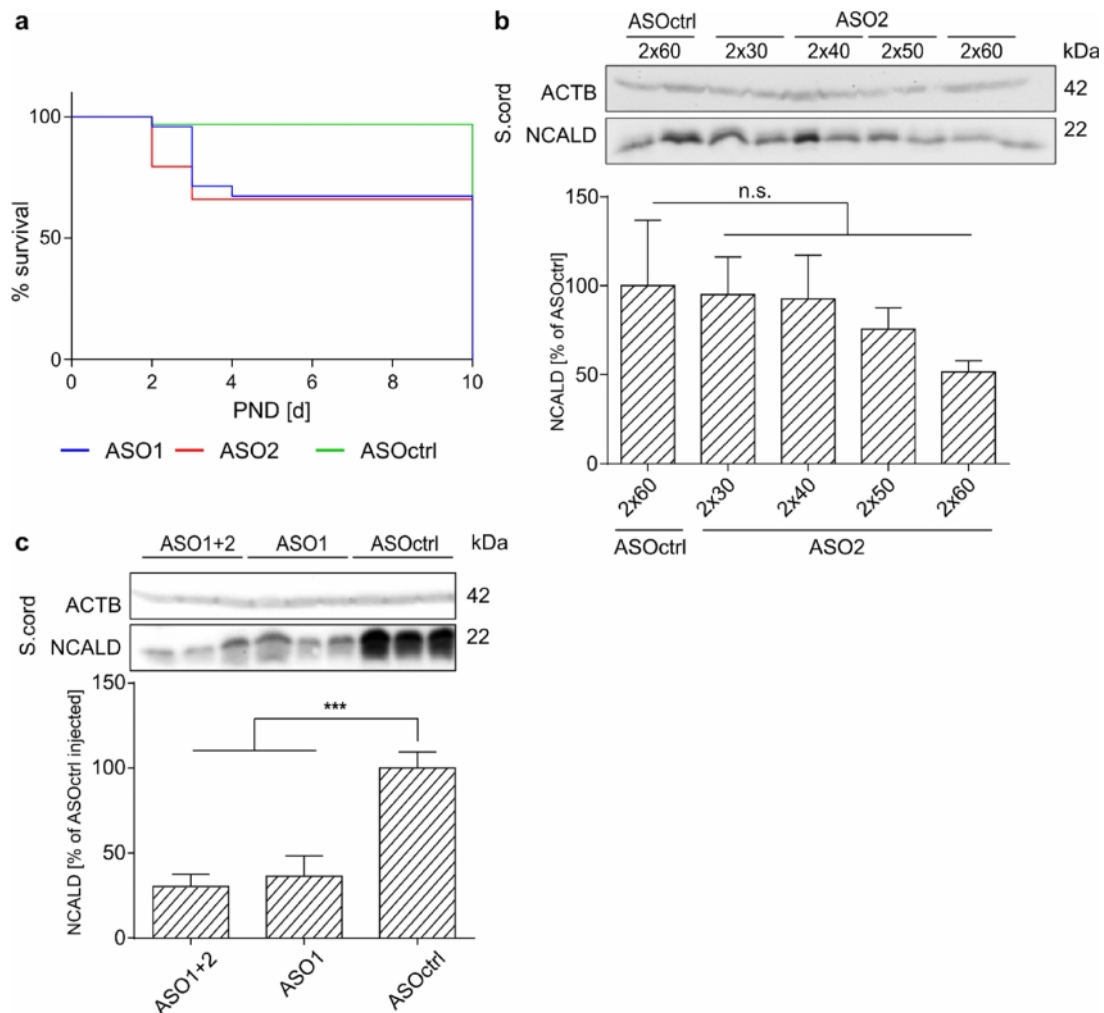 a
100
50
0
% survival
0 2 4 6 8 10
PND [d]
ASO1 ASO2 ASOctrl
b
ASOctrl ASO2
2x60 2x30 2x40 2x50 2x60 kDa
S.cord
ACTB 42
NCALD 22
n.s.
150
100
50
0
NCALD [% of ASOctrl]
2x60 2x30 2x40 2x50 2x60
ASOctrl ASO2
c
ASO1+2 ASO1 ASOctrl kDa
S.cord
ACTB 42
NCALD 22
***
150
100
50
0
NCALD [% of ASOctrl injected]
ASO1+2 ASO1 ASOctrl